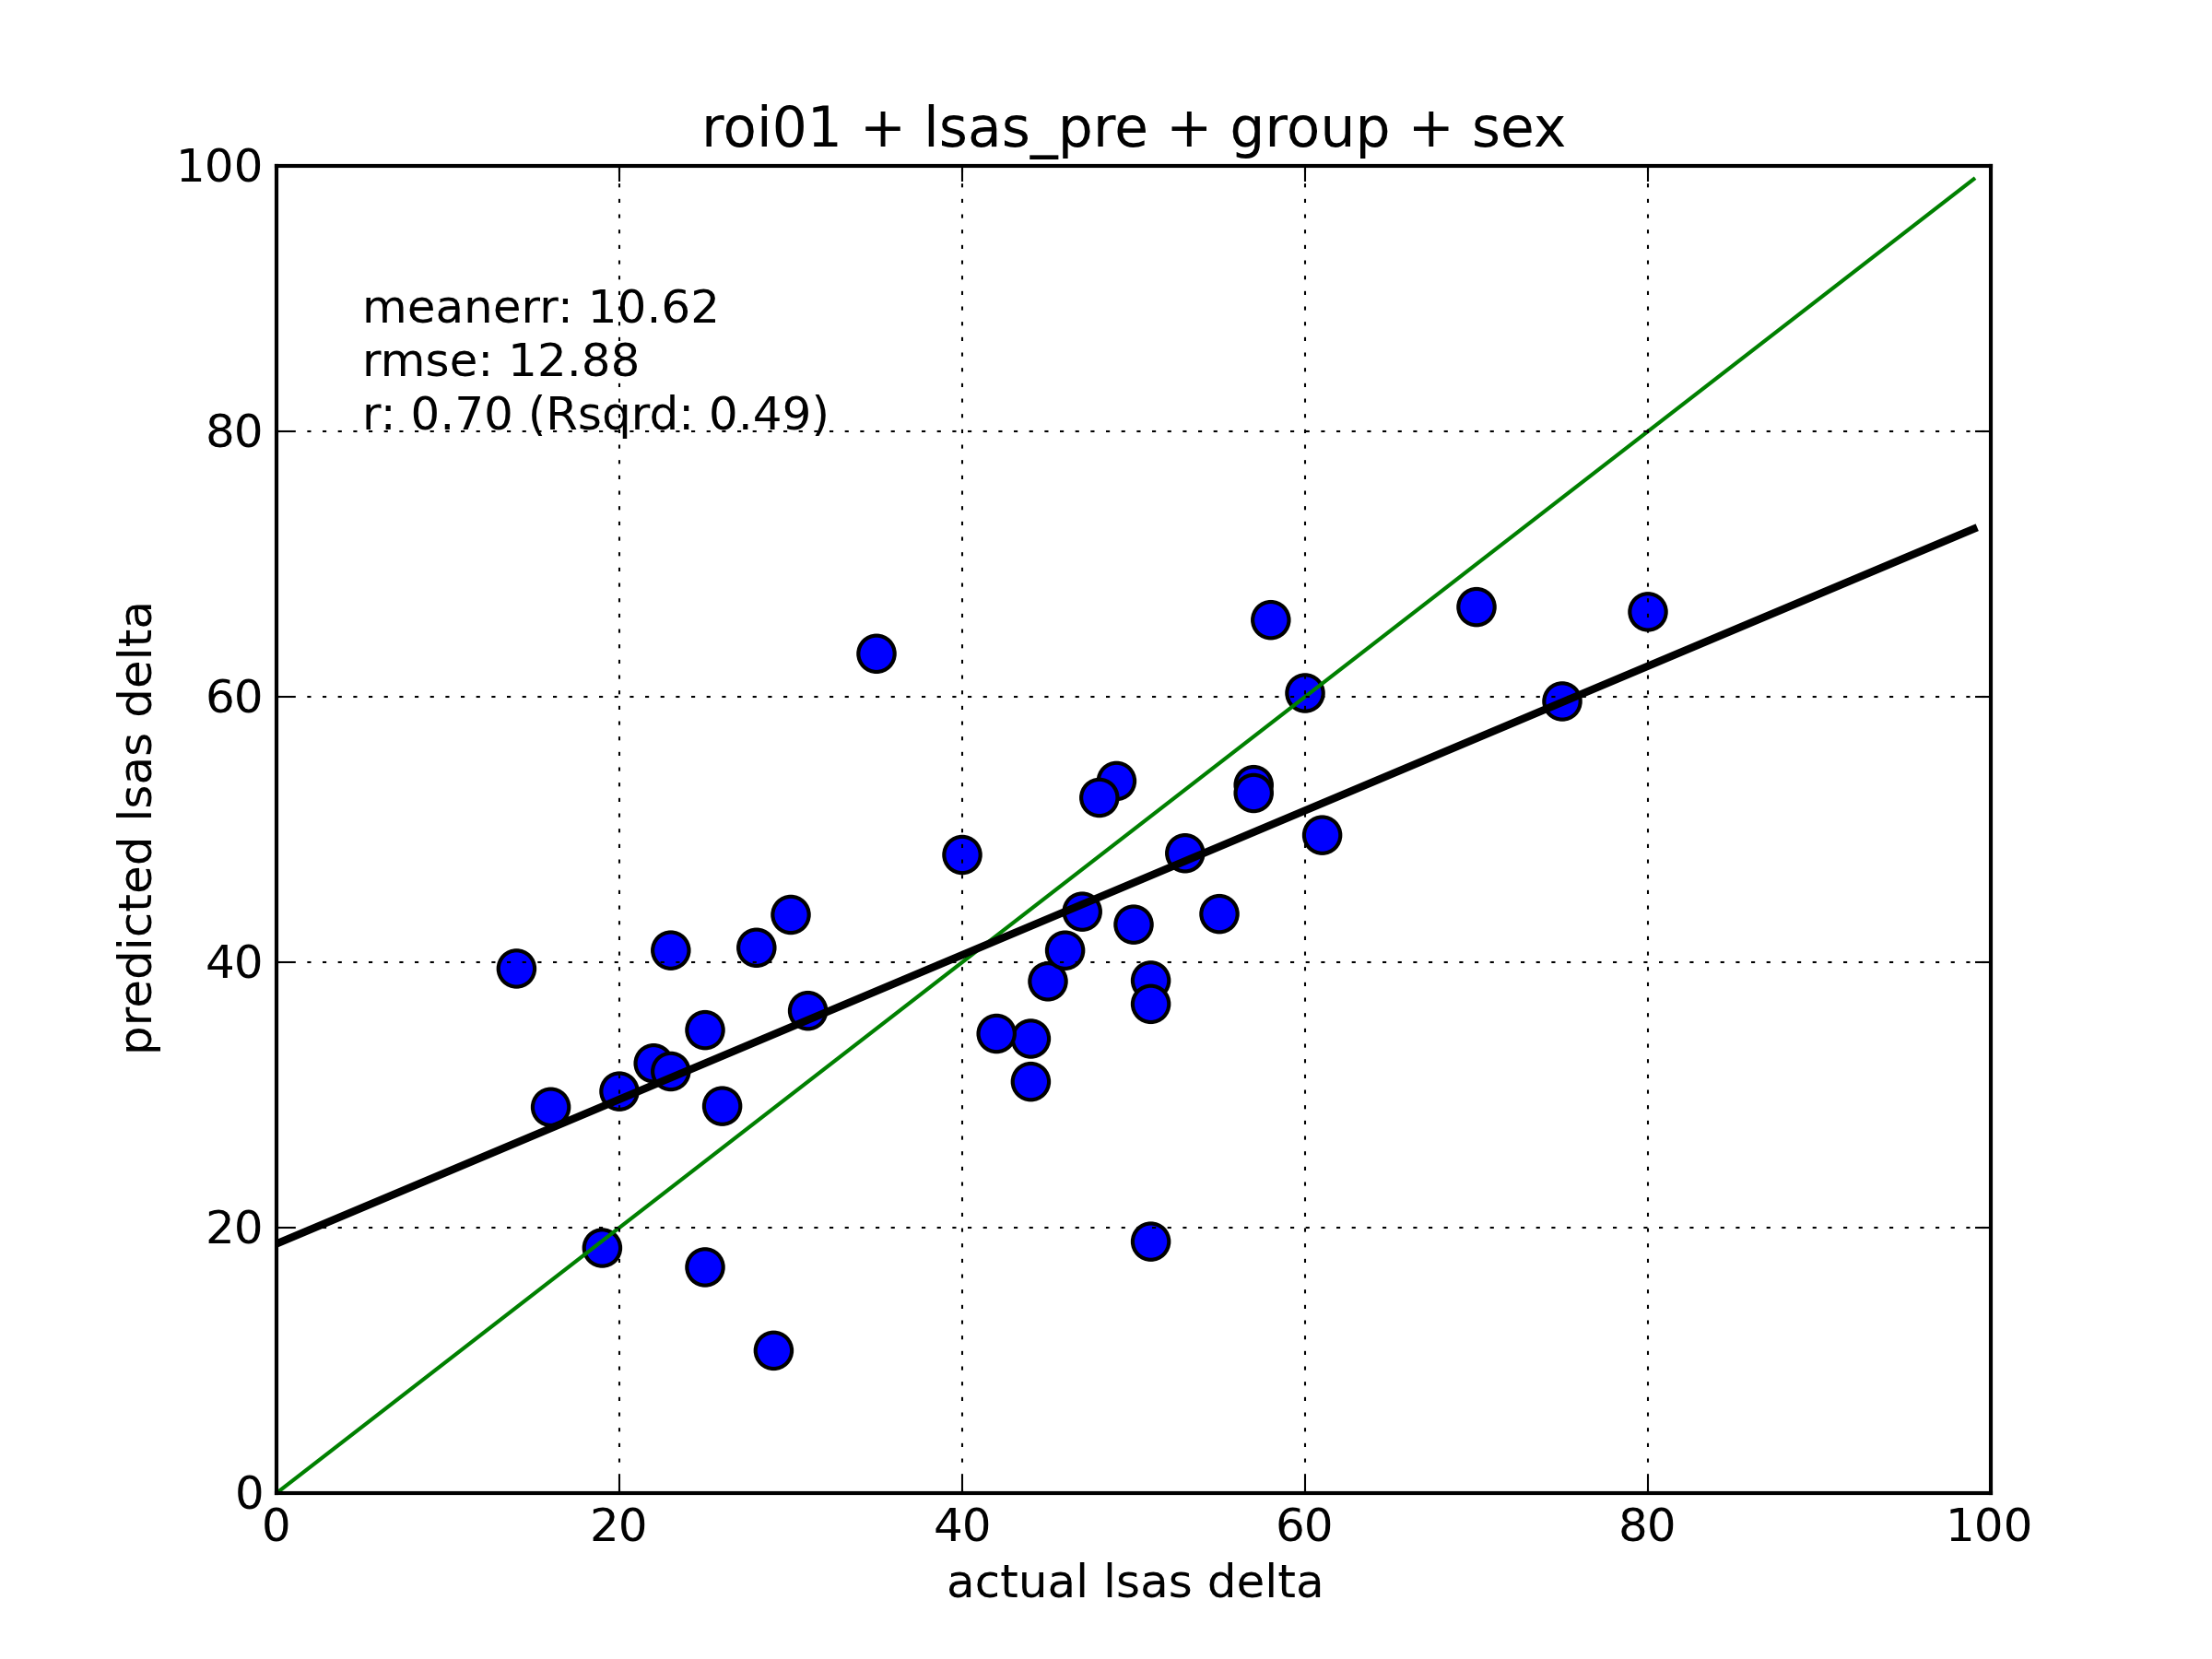 roi01 + lsas_pre + group + sex
100
meanerr: 10.62
rmse: 12.88
r: 0.70 (Rsqrd: 0.49)
80
60
40
20
0
predicted lsas delta
0 20 40 60 80 100
actual lsas delta